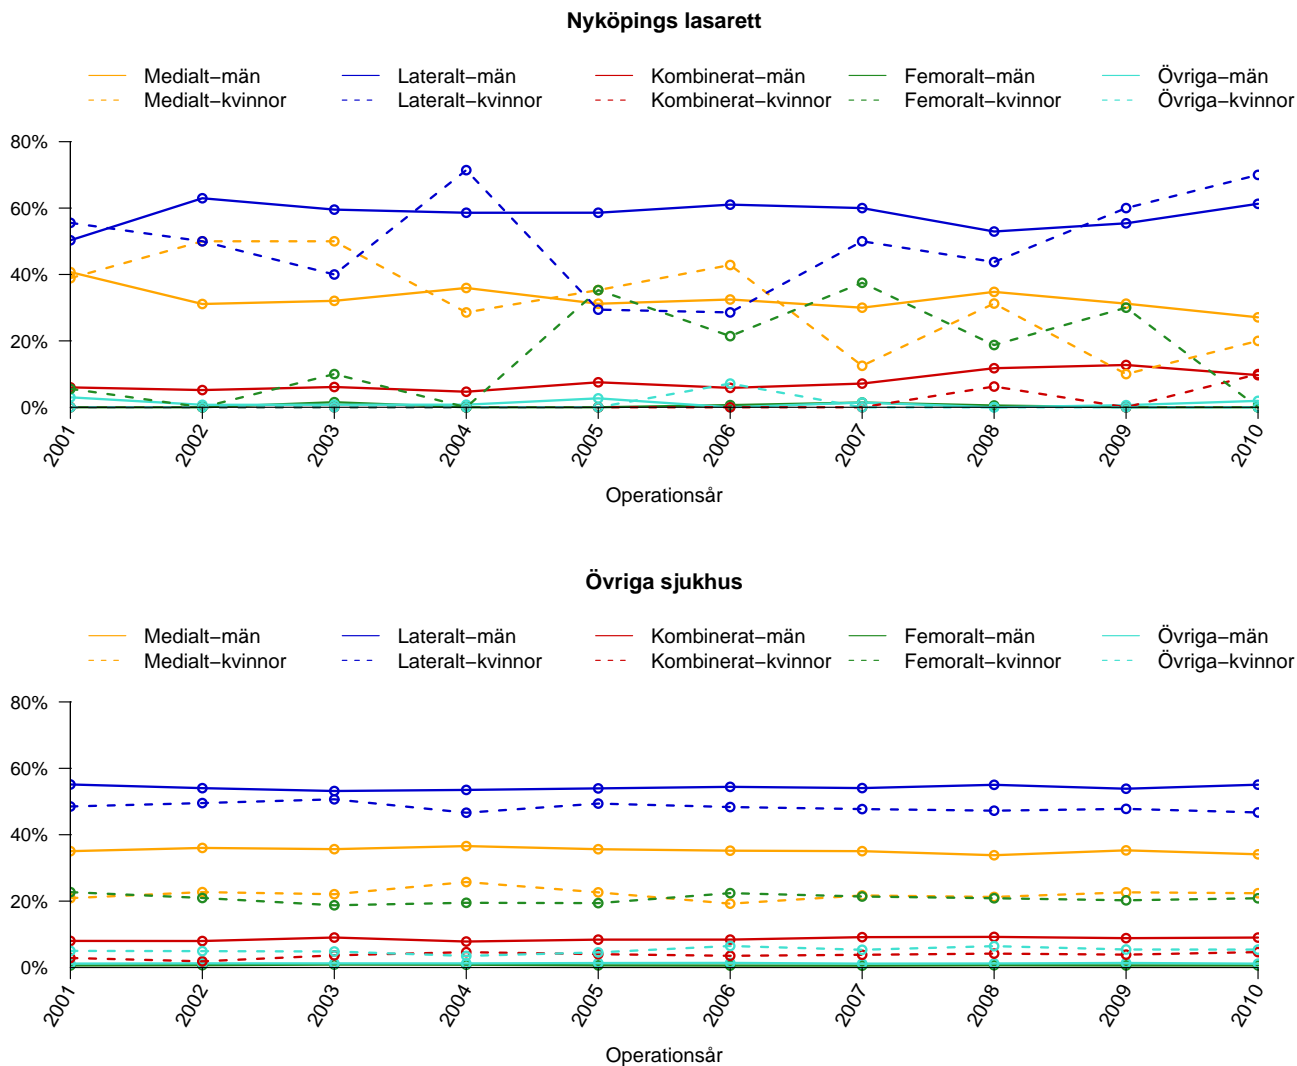 Nyköpings lasarett
Medialt−män Lateralt−män Kombinerat−män Femoralt−män Övriga−män
Medialt−kvinnor Lateralt−kvinnor Kombinerat−kvinnor Femoralt−kvinnor Övriga−kvinnor
80%
60%
40%
20%
0%
2001 2002 2003 2004 2005 2006 2007 2008 2009 2010
Operationsår
Övriga sjukhus
Medialt−män Lateralt−män Kombinerat−män Femoralt−män Övriga−män
Medialt−kvinnor Lateralt−kvinnor Kombinerat−kvinnor Femoralt−kvinnor Övriga−kvinnor
80%
60%
40%
20%
0%
2001 2002 2003 2004 2005 2006 2007 2008 2009 2010
Operationsår